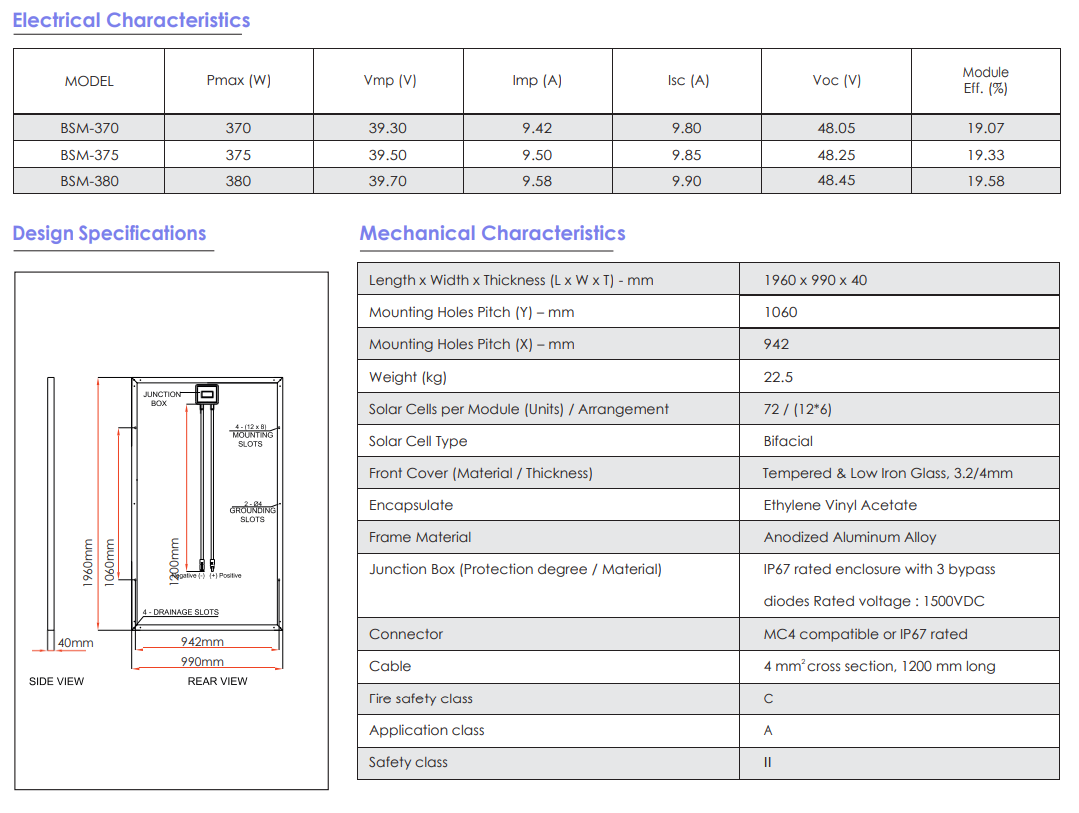 Electrical Characteristics
MODEL Pmax (W) Vmp (V) Imp (A) Isc (A) Voc (V) Module Eff. (%)
BSM-370 370 39.30 9.42 9.80 48.05 19.07
BSM-375 375 39.50 9.50 9.85 48.25 19.33
BSM-380 380 39.70 9.58 9.90 48.45 19.58
Design Specifications
JUNCTION
BOX
4 - (12 x 8)
MOUNTING
SLOTS
2 - Ø4
GROUNDING
SLOTS
1960mm
1060mm
1200mm
Negative (-) (+) Positive
4 - DRAINAGE SLOTS
40mm
942mm
990mm
SIDE VIEW
REAR VIEW
Mechanical Characteristics
Length x Width x Thickness (L x W x T) - mm 1960 x 990 x 40
Mounting Holes Pitch (Y) – mm 1060
Mounting Holes Pitch (X) – mm 942
Weight (kg) 22.5
Solar Cells per Module (Units) / Arrangement 72 / (12*6)
Solar Cell Type Bifacial
Front Cover (Material / Thickness) Tempered & Low Iron Glass, 3.2/4mm
Encapsulate Ethylene Vinyl Acetate
Frame Material Anodized Aluminum Alloy
Junction Box (Protection degree / Material) IP67 rated enclosure with 3 bypass
diodes Rated voltage : 1500VDC
Connector MC4 compatible or IP67 rated
Cable 4 mm² cross section, 1200 mm long
Fire safety class C
Application class A
Safety class II